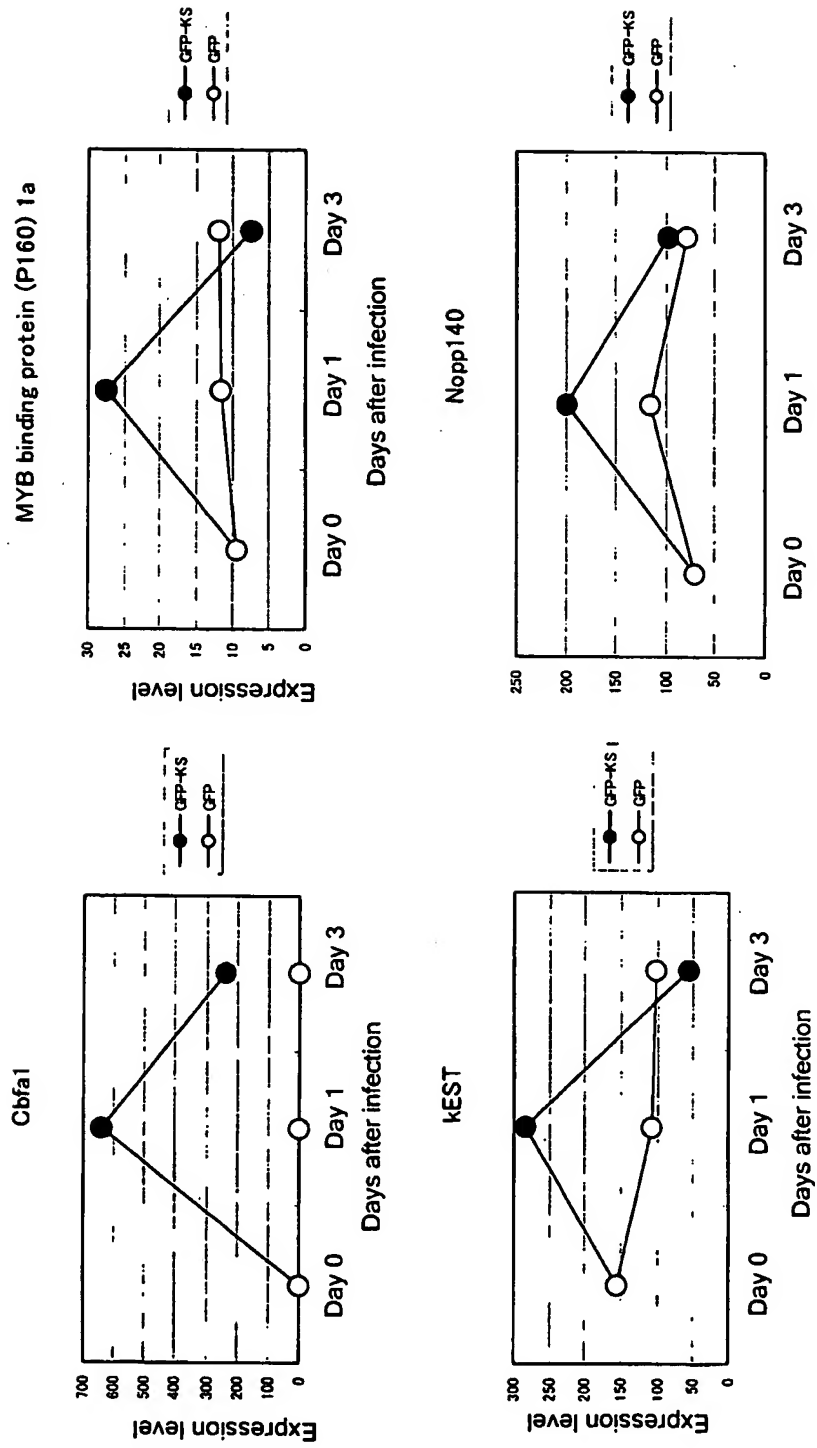 Cbfa1
Expression level
700
600
500
400
300
200
100
0
Day 0
Day 1
Day 3
Days after infection
GFP-KS
GFP
MYB binding protein (P160) 1a
Expression level
30
25
20
15
10
5
0
Day 0
Day 1
Day 3
Days after infection
GFP-KS
GFP
kEST
Expression level
300
250
200
150
100
50
0
Day 0
Day 1
Day 3
Days after infection
GFP-KS
GFP
Nopp140
250
200
150
100
50
0
Day 0
Day 1
Day 3
GFP-KS
GFP